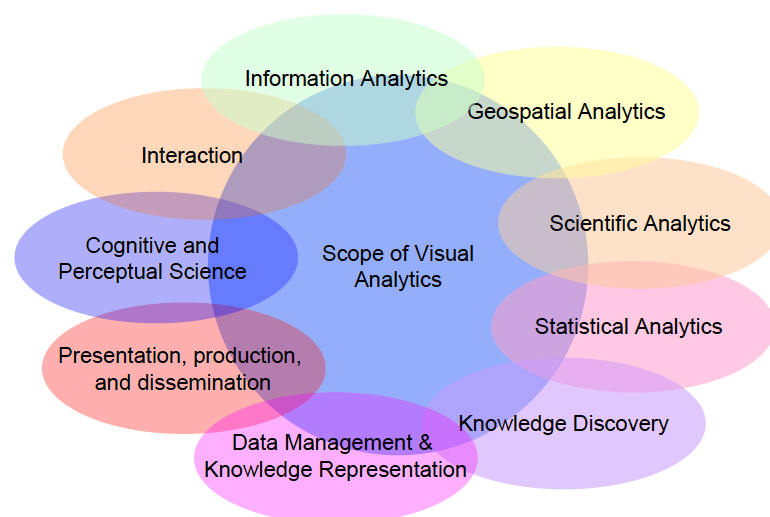 Information Analytics
Geospatial Analytics
Interaction
Scientific Analytics
Cognitive and
Perceptual Science
Scope of Visual
Analytics
Statistical Analytics
Presentation, production,
and dissemination
Knowledge Discovery
Data Management &
Knowledge Representation